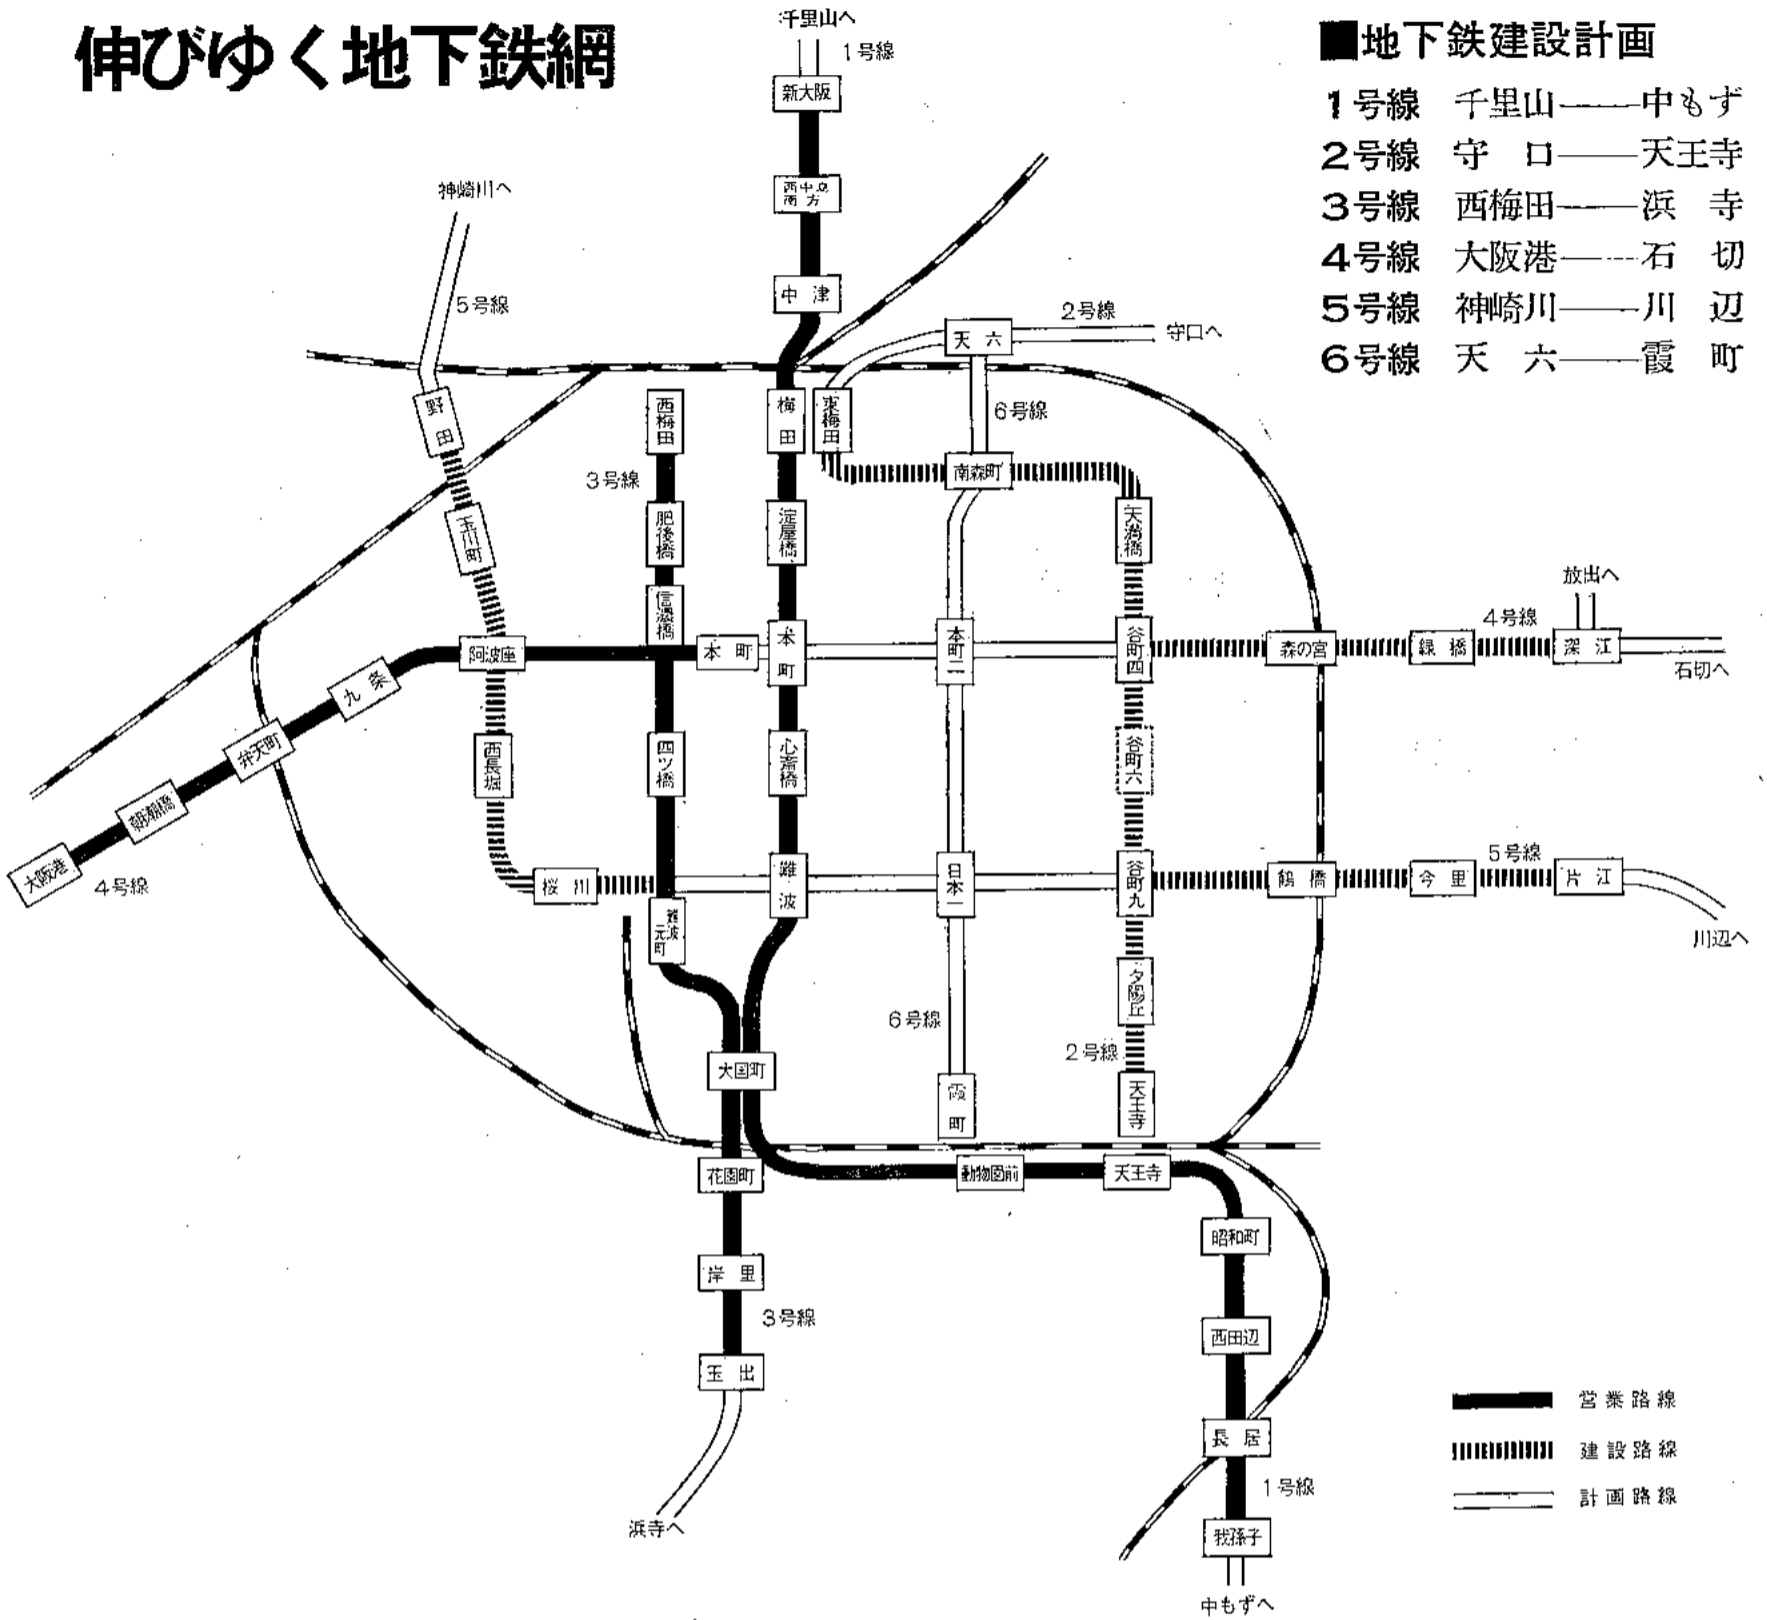 伸びゆく地下鉄網
■地下鉄建設計画
1号線 千里山——中もず
2号線 守 口——天王寺
3号線 西梅田——浜 寺
4号線 大阪港——石 切
5号線 神崎川——川 辺
6号線 天 六——霞 町
千里山へ
1号線
新大阪
西中島
南方
中津
神崎川へ
5号線
2号線
天六
守口へ
野田
西梅田
梅田
東梅田
6号線
3号線
南森町
玉川町
肥後橋
淀屋橋
天満橋
放出へ
信濃橋
4号線
阿波座
本町
本町
本町二
谷町四
森の宮
緑橋
深江
石切へ
九条
弁天町
西長堀
四ツ橋
心斎橋
谷町六
朝潮橋
大阪港
4号線
桜川
難波
日本一
谷町九
鶴橋
今里
5号線
片江
川辺へ
難波
元町
夕陽丘
6号線
2号線
大国町
霞町
天王寺
花園町
動物園前
天王寺
昭和町
岸里
3号線
西田辺
玉出
長居
1号線
浜寺へ
我孫子
中もずへ
営業路線
建設路線
計画路線